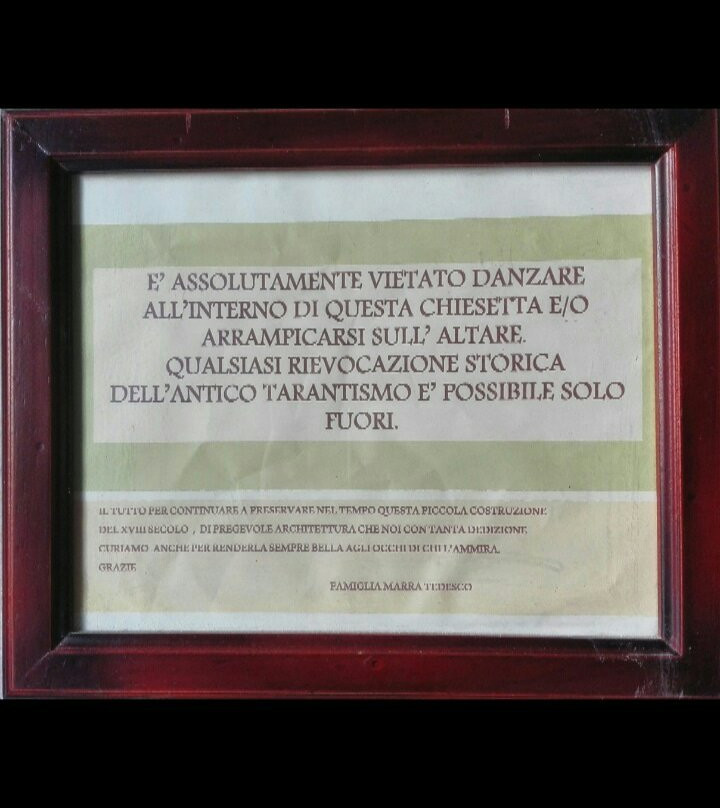 E' ASSOLUTAMENTE VIETATO DANZARE
ALL'INTERNO DI QUESTA CHIESETTA E/O
ARRAMPICARSI SULL' ALTARE.
QUALSIASI RIEVOCAZIONE STORICA
DELL'ANTICO TARANTISMO E' POSSIBILE SOLO
FUORI.
IL TUTTO PER CONTINUARE A PRESERVARE NEL TEMPO QUESTA PICCOLA COSTRUZIONE
DEL XVIII SECOLO , DI PREGEVOLE ARCHITETTURA CHE NOI CON TANTA DEDIZIONE
CURIAMO ANCHE PER RENDERLA SEMPRE BELLA AGLI OCCHI DI CHI L'AMMIRA.
GRAZIE
FAMIGLIA MARRA TEDESCO